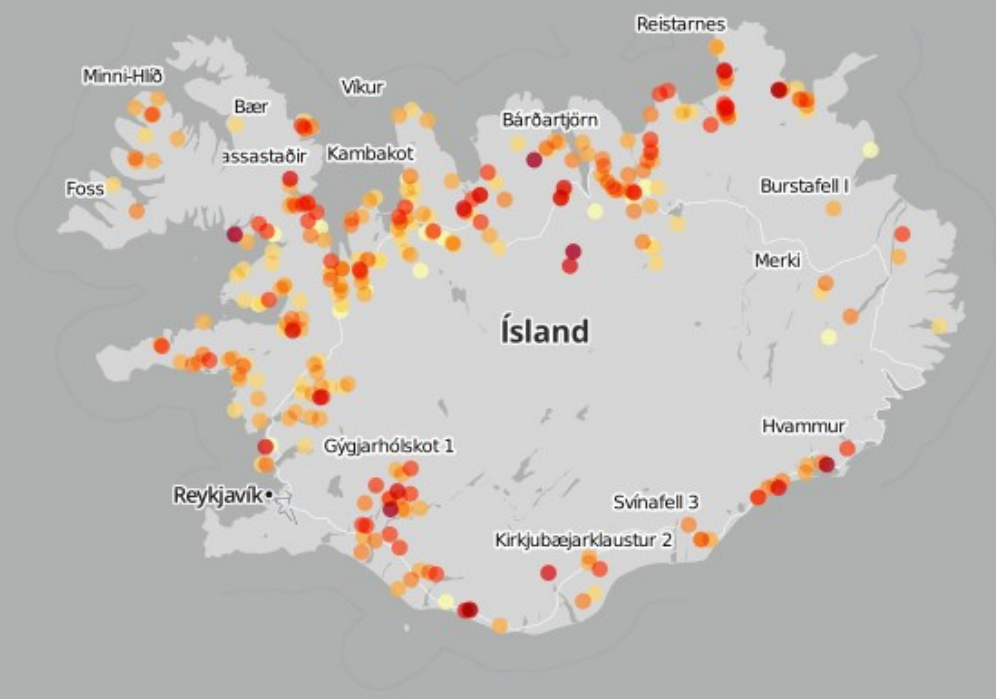 Reistarnes
Minni-Hlíð
Víkur
Bær
Bárðartjörn
assastaðir
Kambakot
Foss
Burstafell I
Merki
Ísland
Hvammur
Gýgjarhólskot 1
Reykjavík
Svínafell 3
Kirkjubæjarklaustur 2